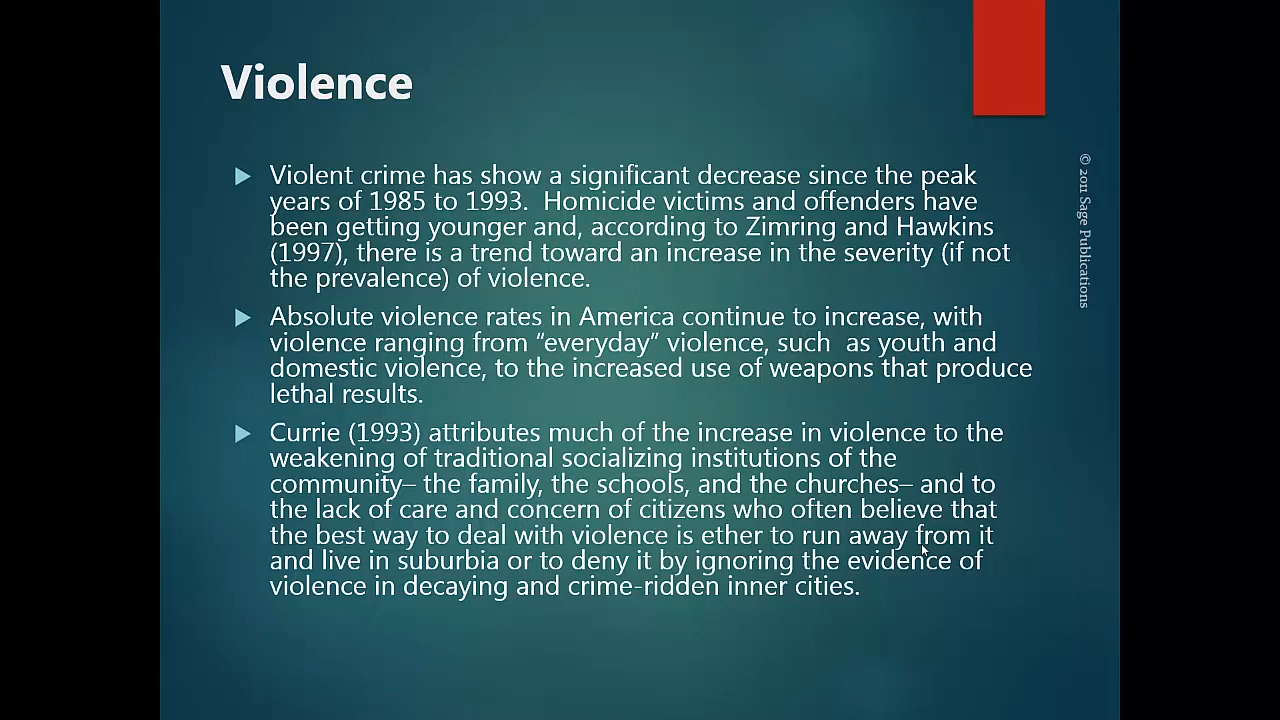 Violence
Violent crime has show a significant decrease since the peak
years of 1985 to 1993.  Homicide victims and offenders have
been getting younger and, according to Zimring and Hawkins
(1997), there is a trend toward an increase in the severity (if not
the prevalence) of violence.
Absolute violence rates in America continue to increase, with
violence ranging from “everyday” violence, such  as youth and
domestic violence, to the increased use of weapons that produce
lethal results.
Currie (1993) attributes much of the increase in violence to the
weakening of traditional socializing institutions of the
community– the family, the schools, and the churches– and to
the lack of care and concern of citizens who often believe that
the best way to deal with violence is ether to run away from it
and live in suburbia or to deny it by ignoring the evidence of
violence in decaying and crime-ridden inner cities.
© 2011 Sage Publications